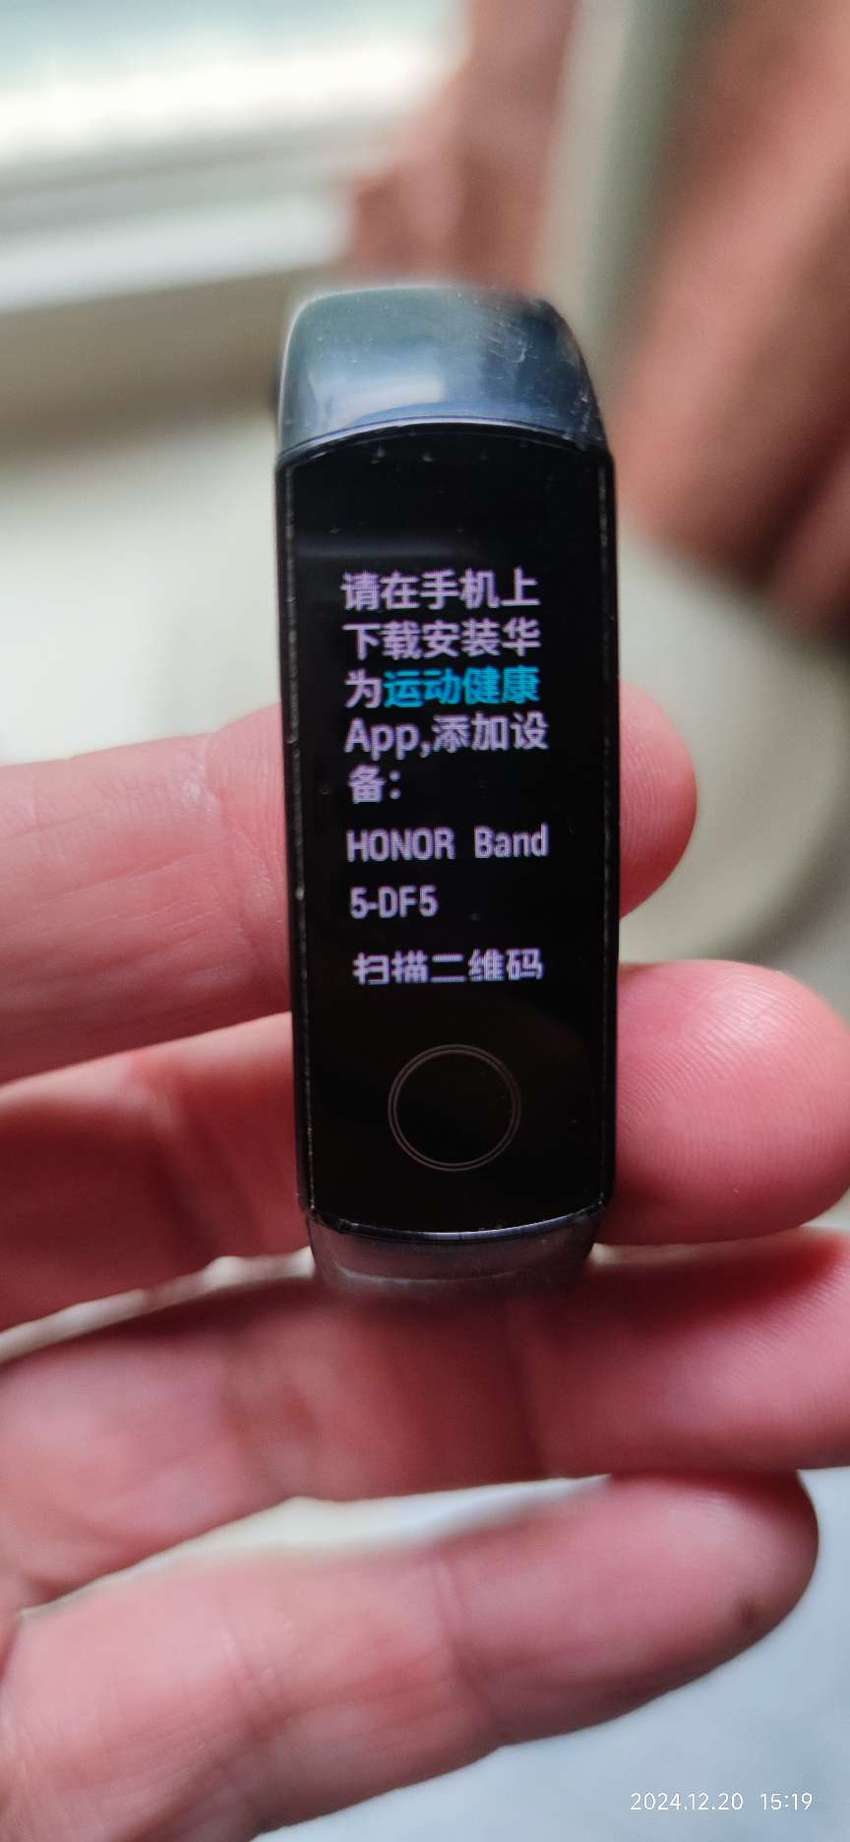 请在手机上
下载安装华
为运动健康
App,添加设
备：
HONOR Band
5-DF5
扫描二维码
2024.12.20 15:19